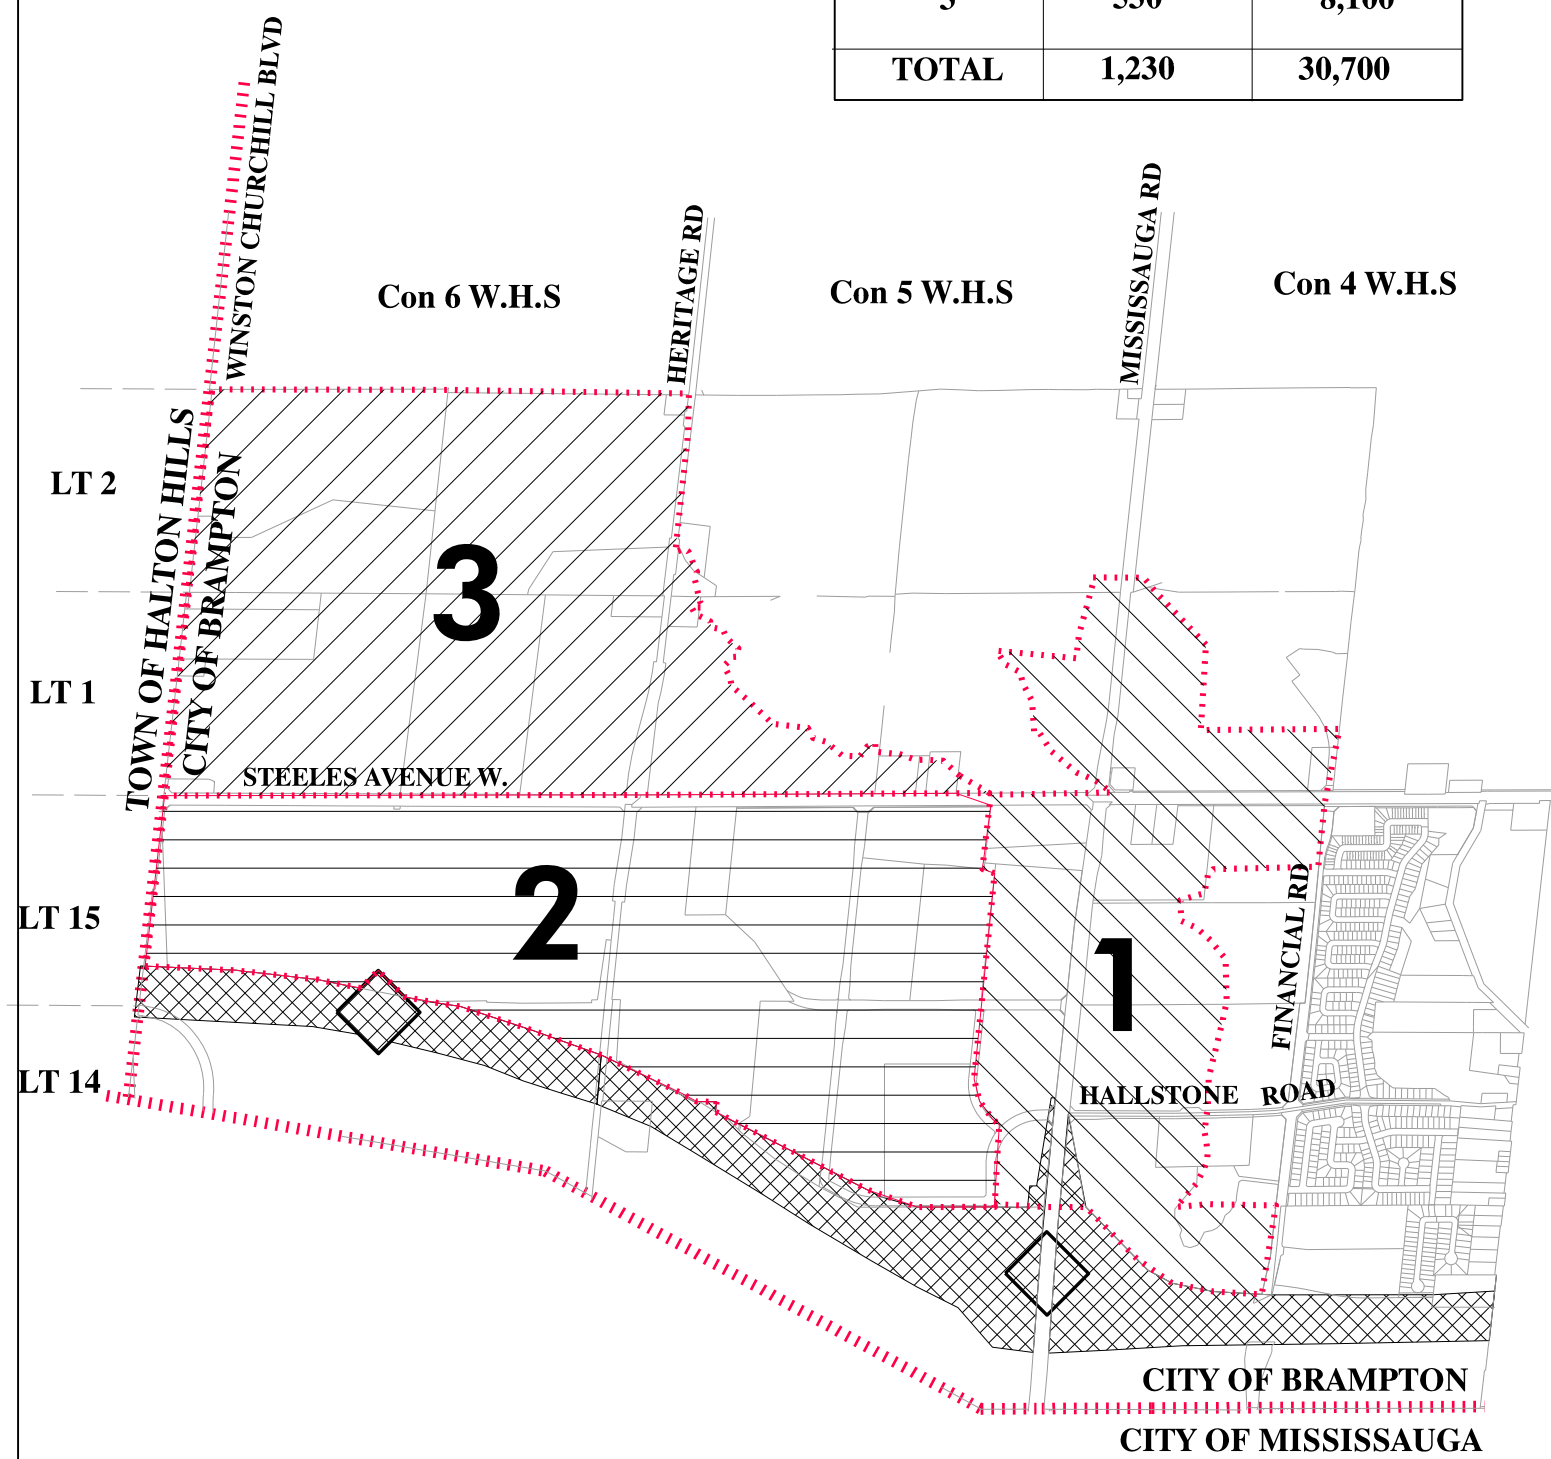 TOTAL 1,230 30,700
WINSTON CHURCHILL BLVD
HERITAGE RD
MISSISSAUGA RD
Con 6 W.H.S
Con 5 W.H.S
Con 4 W.H.S
LT 2
TOWN OF HALTON HILLS
CITY OF BRAMPTON
3
LT 1
STEELES AVENUE W.
2
LT 15
1
FINANCIAL RD
LT 14
HALLSTONE ROAD
CITY OF BRAMPTON
CITY OF MISSISSAUGA